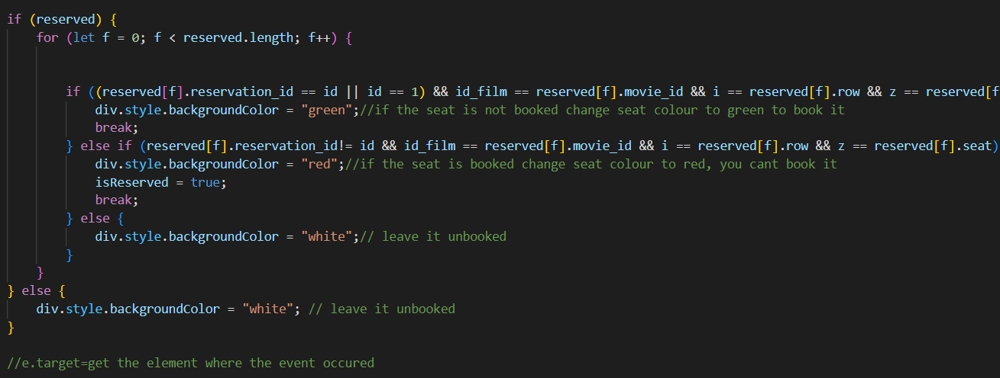 if (reserved) {
for (let f = 0; f < reserved.length; f++) {
if ((reserved[f].reservation_id == id || id == 1) && id_film == reserved[f].movie_id && i == reserved[f].row && z == reserved[f
div.style.backgroundColor = "green";//if the seat is not booked change seat colour to green to book it
break;
} else if (reserved[f].reservation_id!= id && id_film == reserved[f].movie_id && i == reserved[f].row && z == reserved[f].seat)
div.style.backgroundColor = "red";//if the seat is booked change seat colour to red, you cant book it
isReserved = true;
break;
} else {
div.style.backgroundColor = "white";// leave it unbooked
}
}
} else {
div.style.backgroundColor = "white"; // leave it unbooked
}
//e.target=get the element where the event occured